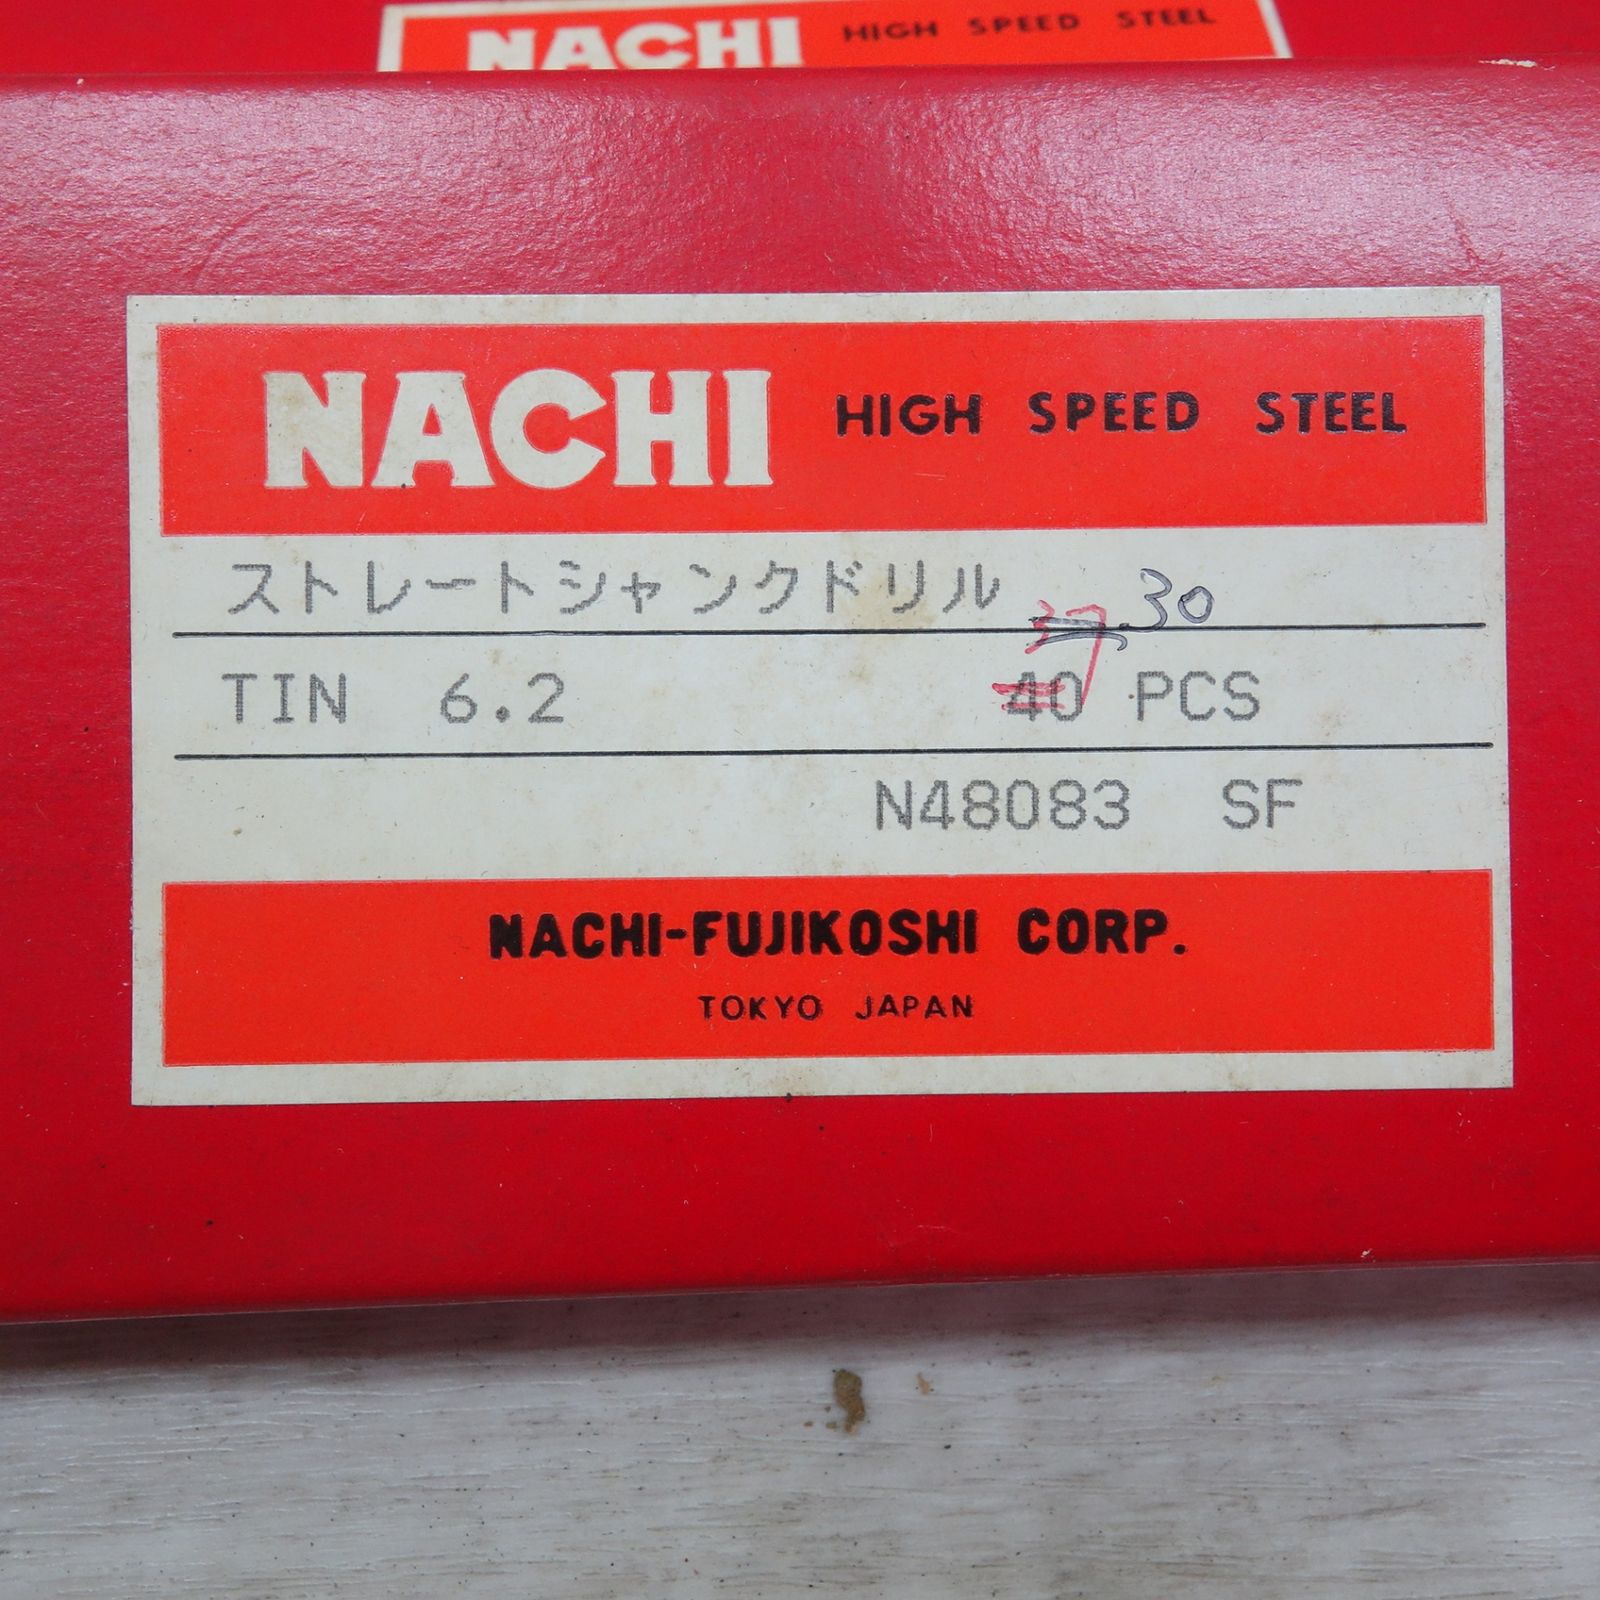 NACHI HIGH SPEED STEEL
NACHI HIGH SPEED STEEL
ストレートシャンクドリル
37 30
TIN 6.2 40 PCS
N48083 SF
NACHI-FUJIKOSHI CORP.
TOKYO JAPAN